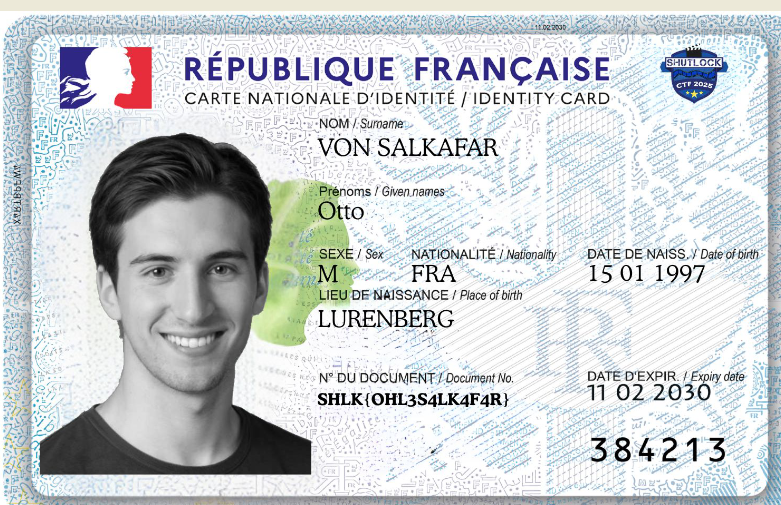 11.02.2030
RÉPUBLIQUE FRANÇAISE
CARTE NATIONALE D'IDENTITÉ / IDENTITY CARD
SHUTLOCK
CTF 2025
NOM / Surname
VON SALKAFAR
Prénoms / Given names
Otto
SEXE / Sex NATIONALITÉ / Nationality DATE DE NAISS. / Date of birth
M FRA 15 01 1997
LIEU DE NAISSANCE / Place of birth
LURENBERG
N° DU DOCUMENT / Document No. DATE D'EXPIR. / Expiry date
SHLK{OHL3S4LK4F4R} 11 02 2030
384213